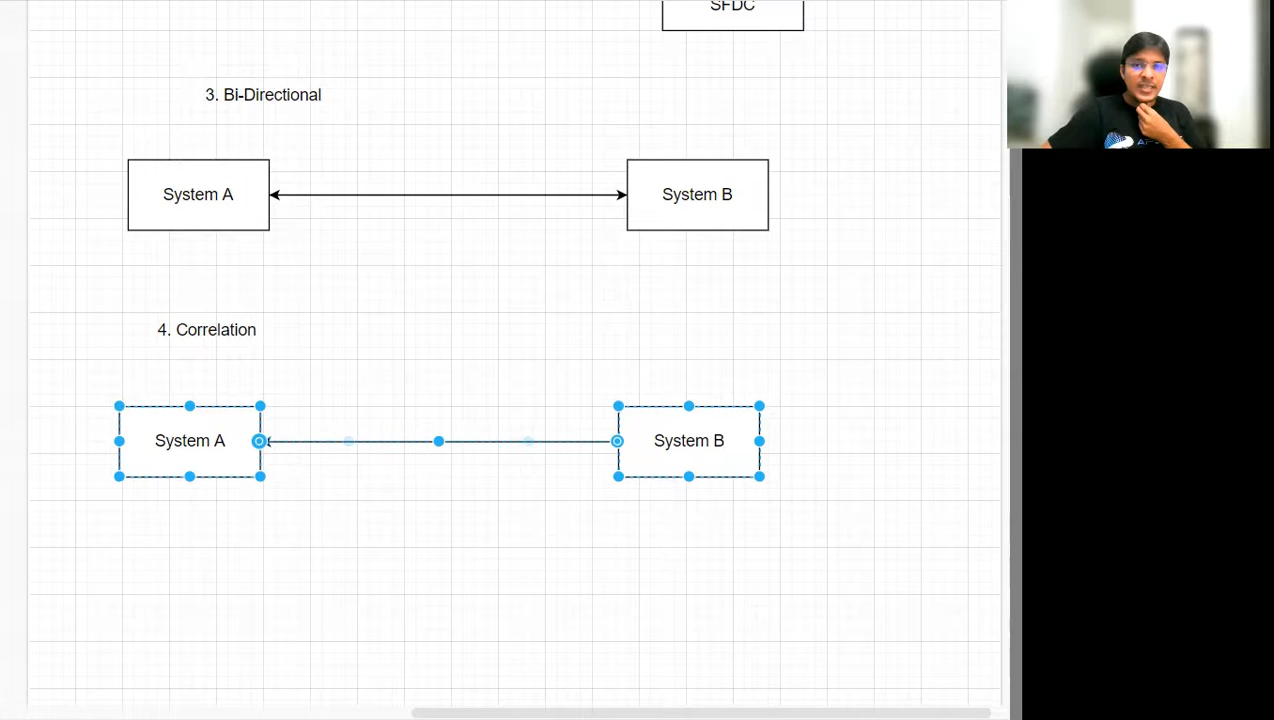 SFDC
3. Bi-Directional
System A
System B
4. Correlation
System A
System B